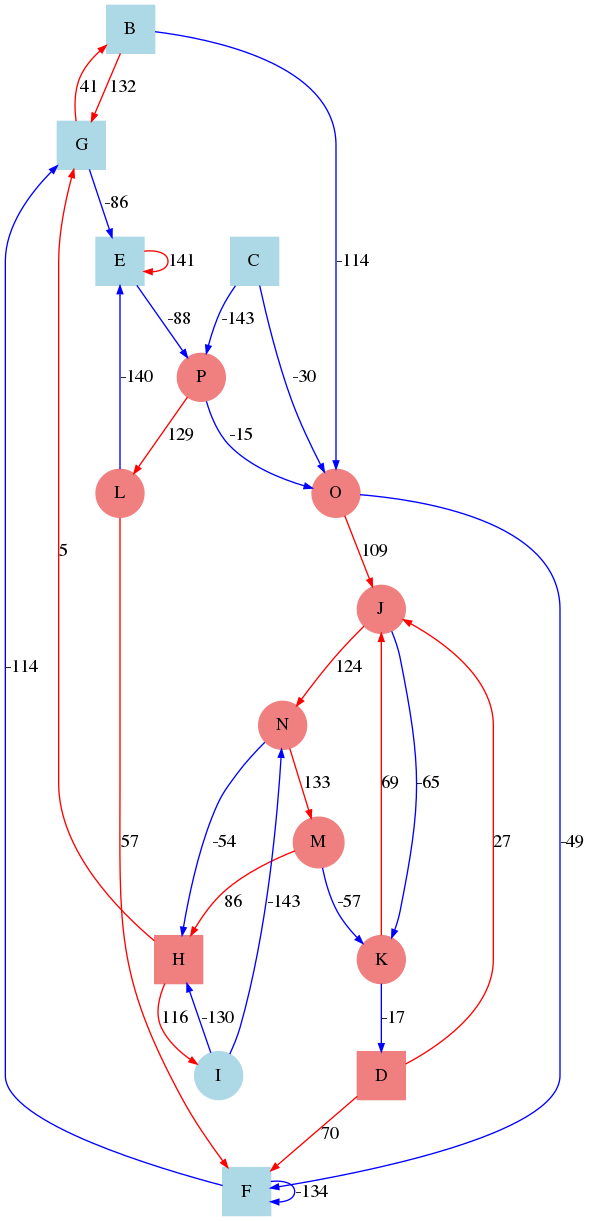 B
41 132
G
-86
E 141 C -114
-88 -143
-140 P -30
129 -15
L O
5 109
J
-114 124
N
133 69 -65
57 -54 M 27 -49
86 -143 -57
H K
116 -130 -17
I D
70
F -134